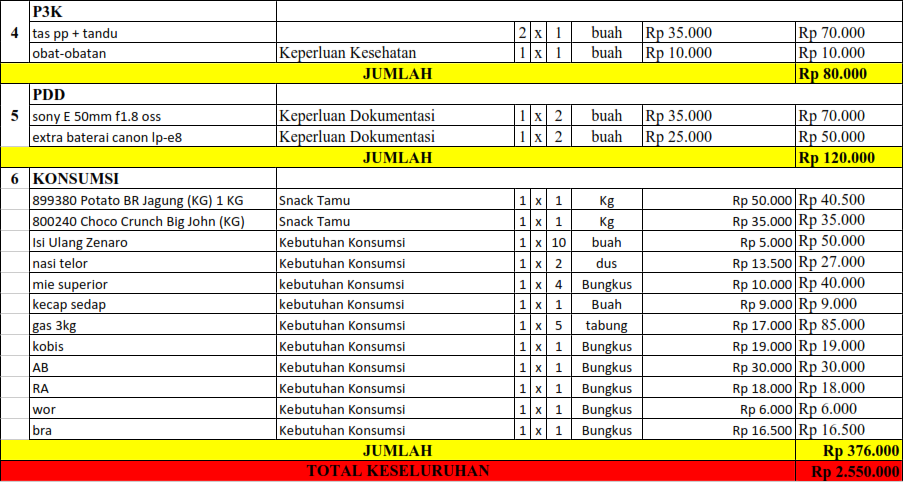 P3K
4 tas pp + tandu 2 x 1 buah Rp 35.000 Rp 70.000
obat-obatan Keperluan Kesehatan 1 x 1 buah Rp 10.000 Rp 10.000
JUMLAH Rp 80.000
PDD
5 sony E 50mm f1.8 oss Keperluan Dokumentasi 1 x 2 buah Rp 35.000 Rp 70.000
extra baterai canon lp-e8 Keperluan Dokumentasi 1 x 2 buah Rp 25.000 Rp 50.000
JUMLAH Rp 120.000
6 KONSUMSI
899380 Potato BR Jagung (KG) 1 KG Snack Tamu 1 x 1 Kg Rp 50.000 Rp 40.500
800240 Choco Crunch Big John (KG) Snack Tamu 1 x 1 Kg Rp 35.000 Rp 35.000
Isi Ulang Zenaro Kebutuhan Konsumsi 1 x 10 buah Rp 5.000 Rp 50.000
nasi telor Kebutuhan Konsumsi 1 x 2 dus Rp 13.500 Rp 27.000
mie superior kebutuhan Konsumsi 1 x 4 Bungkus Rp 10.000 Rp 40.000
kecap sedap kebutuhan Konsumsi 1 x 1 Buah Rp 9.000 Rp 9.000
gas 3kg Kebutuhan Konsumsi 1 x 5 tabung Rp 17.000 Rp 85.000
kobis Kebutuhan Konsumsi 1 x 1 Bungkus Rp 19.000 Rp 19.000
AB Kebutuhan Konsumsi 1 x 1 Bungkus Rp 30.000 Rp 30.000
RA Kebutuhan Konsumsi 1 x 1 Bungkus Rp 18.000 Rp 18.000
wor Kebutuhan Konsumsi 1 x 1 Bungkus Rp 6.000 Rp 6.000
bra Kebutuhan Konsumsi 1 x 1 Bungkus Rp 16.500 Rp 16.500
JUMLAH Rp 376.000
TOTAL KESELURUHAN Rp 2.550.000